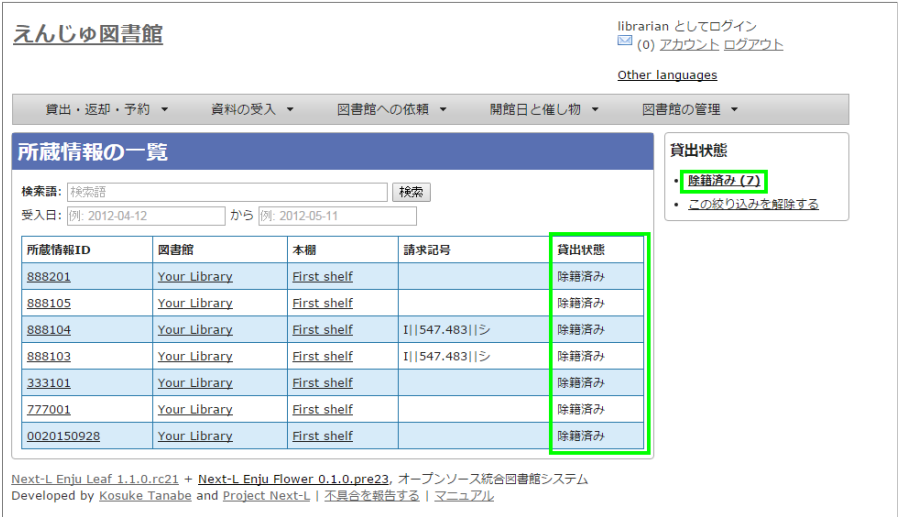 えんじゅ図書館
librarian としてログイン
(0) アカウント ログアウト
Other languages
貸出・返却・予約 ▼ 資料の受入 ▼ 図書館への依頼 ▼ 開館日と催し物 ▼ 図書館の管理 ▼
所蔵情報の一覧
検索語: 検索語 検索
受入日: 例: 2012-04-12 から 例: 2012-05-11
所蔵情報ID 図書館 本棚 請求記号 貸出状態
888201 Your Library First shelf 除籍済み
888105 Your Library First shelf 除籍済み
888104 Your Library First shelf I||547.483||シ 除籍済み
888103 Your Library First shelf I||547.483||シ 除籍済み
333101 Your Library First shelf 除籍済み
777001 Your Library First shelf 除籍済み
0020150928 Your Library First shelf 除籍済み
貸出状態
• 除籍済み (7)
• この絞り込みを解除する
Next-L Enju Leaf 1.1.0.rc21 + Next-L Enju Flower 0.1.0.pre23, オープンソース統合図書館システム
Developed by Kosuke Tanabe and Project Next-L | 不具合を報告する | マニュアル